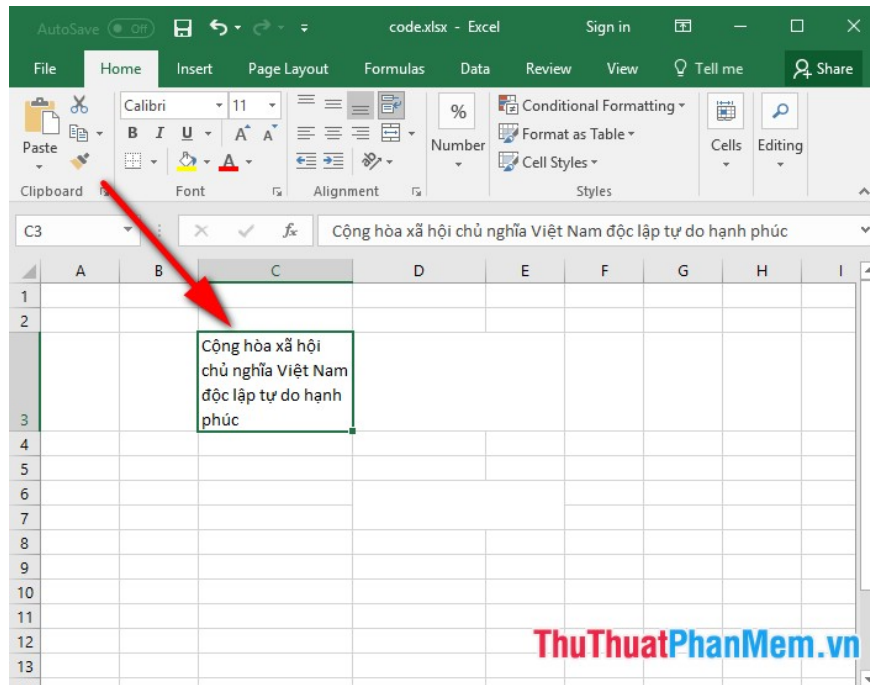 AutoSave Off code.xlsx - Excel Sign in
File Home Insert Page Layout Formulas Data Review View Tell me Share
Calibri 11 % Conditional Formatting
Paste B I U A A Number Format as Table Cells Editing
A Cell Styles
Clipboard Font Alignment Styles
C3 fx Cộng hòa xã hội chủ nghĩa Việt Nam độc lập tự do hạnh phúc
A B C D E F G H I
1
2
Cộng hòa xã hội
chủ nghĩa Việt Nam
độc lập tự do hạnh
3 phúc
4
5
6
7
8
9
10
11
12 ThuThuatPhanMem.vn
13